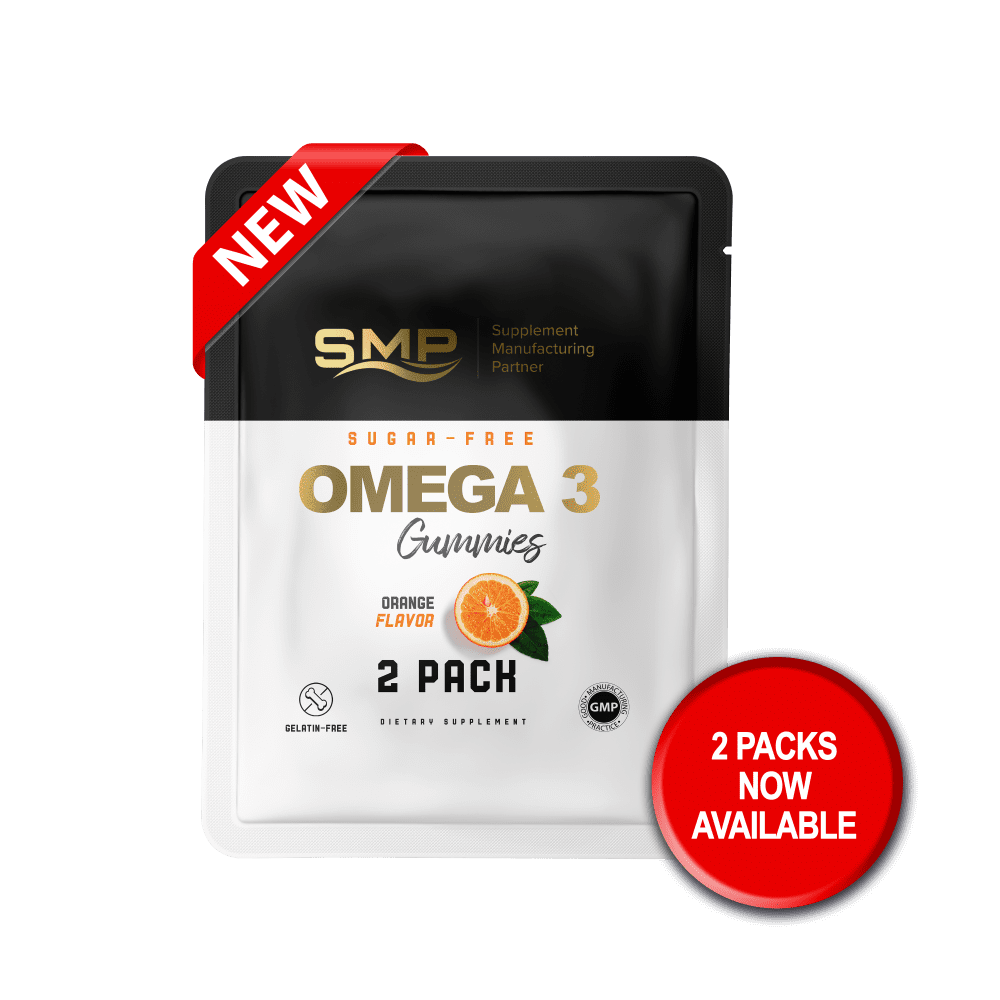 NEW
SMP
Supplement
Manufacturing
Partner
SUGAR-FREE
OMEGA 3
Gummies
ORANGE
FLAVOR
2 PACK
GELATIN-FREE
DIETARY SUPPLEMENT
GOOD • MANUFACTURING
GMP
• PRACTICE •
2 PACKS
NOW
AVAILABLE